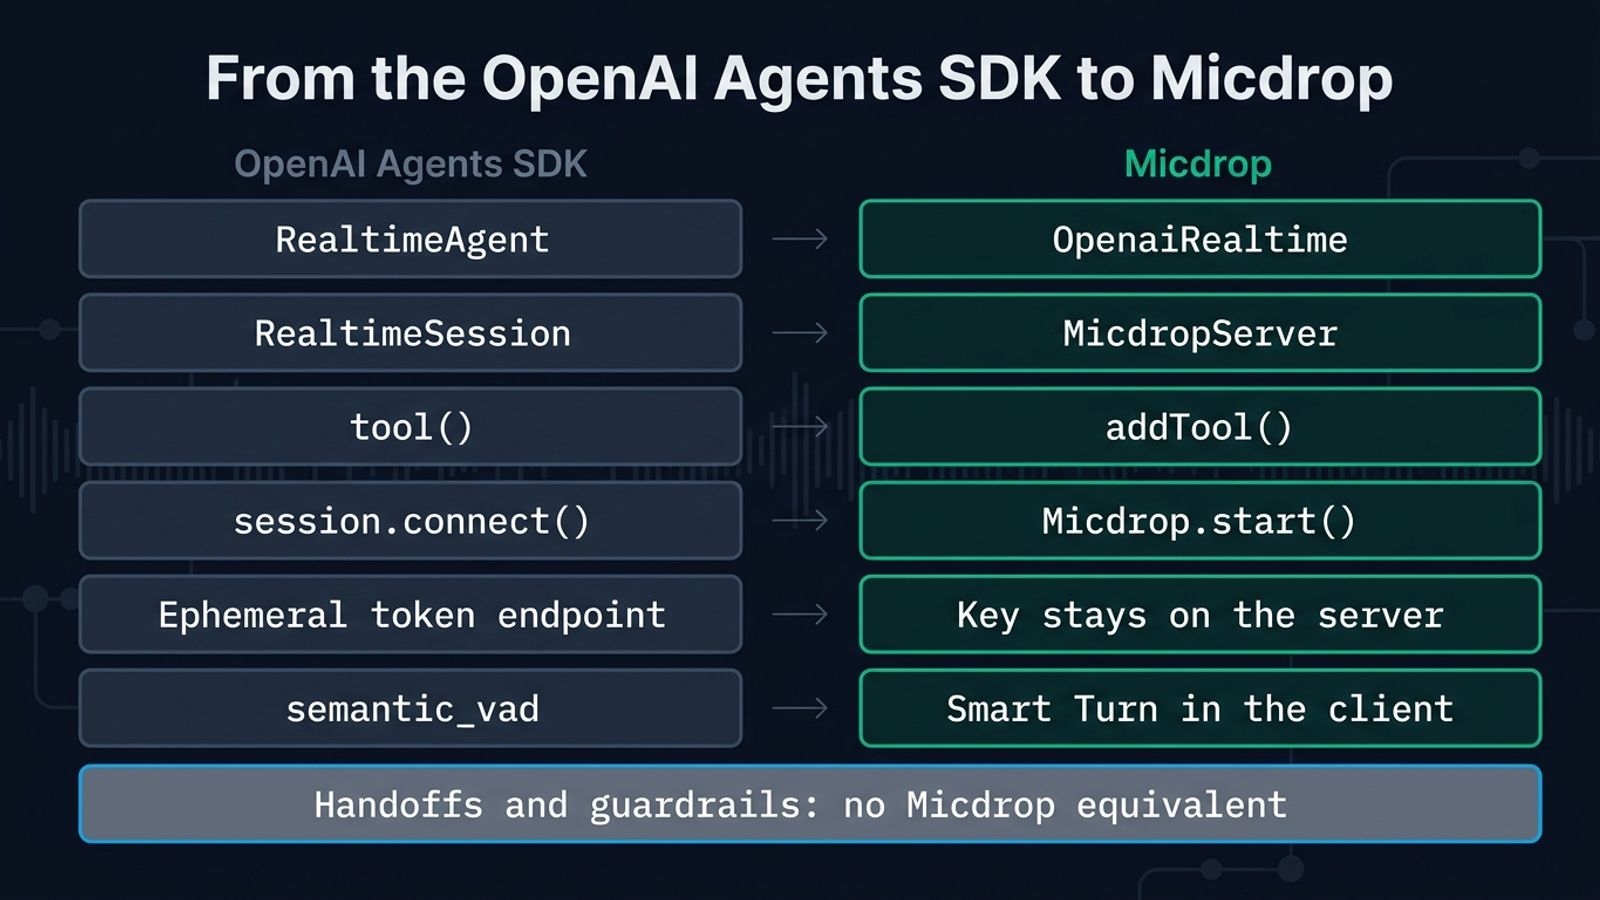 From the OpenAI Agents SDK to Micdrop
OpenAI Agents SDK
Micdrop
RealtimeAgent → OpenaiRealtime
RealtimeSession → MicdropServer
tool() → addTool()
session.connect() → Micdrop.start()
Ephemeral token endpoint → Key stays on the server
semantic_vad → Smart Turn in the client
Handoffs and guardrails: no Micdrop equivalent